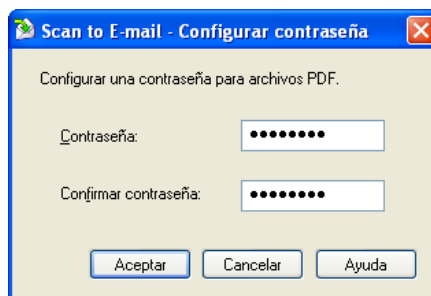 Scan to E-mail - Configurar contraseña
Configurar una contraseña para archivos PDF.
Contraseña: ●●●●●●●●
Confirmar contraseña: ●●●●●●●●
Aceptar Cancelar Ayuda